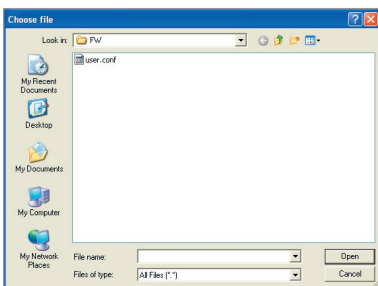 Choose file
Look in: FW
user.conf
My Recent
Documents
Desktop
My Documents
My Computer
My Network
Places
File name:
Open
Files of type: All Files (*.*)
Cancel